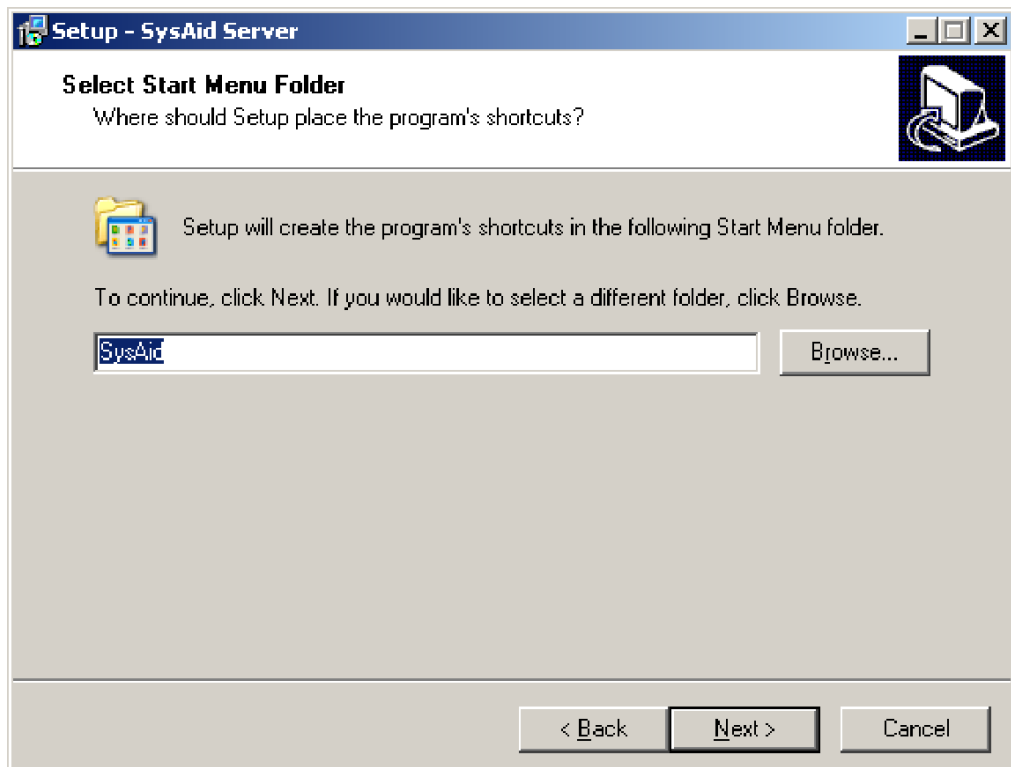 Setup - SysAid Server
Select Start Menu Folder
Where should Setup place the program's shortcuts?
Setup will create the program's shortcuts in the following Start Menu folder.
To continue, click Next. If you would like to select a different folder, click Browse.
SysAid
Browse...
< Back
Next >
Cancel